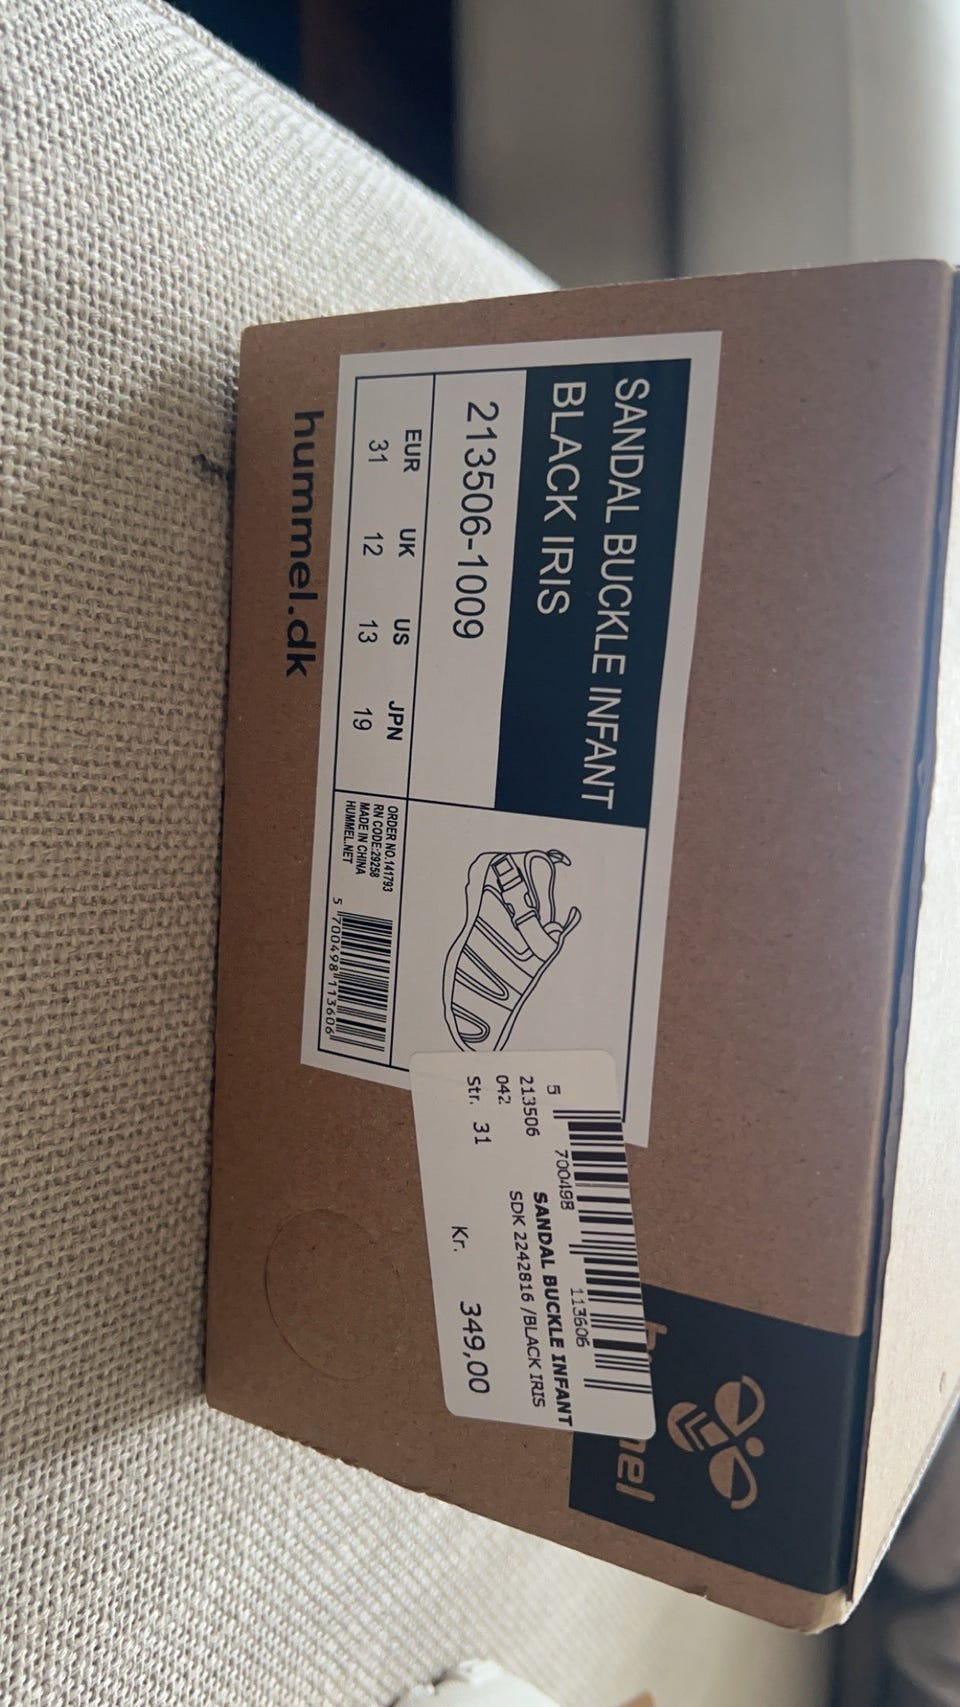 SANDAL BUCKLE INFANT
BLACK IRIS
213506-1009
EUR UK US JPN
31 12 13 19
ORDER NO.141793
RN CODE:29258
MADE IN CHINA
HUMMEL.NET
5 700498 113606
hummel.dk
5 700498 113606
213506 SANDAL BUCKLE INFANT
042 SDK 2242816 /BLACK IRIS
Str. 31 Kr. 349,00